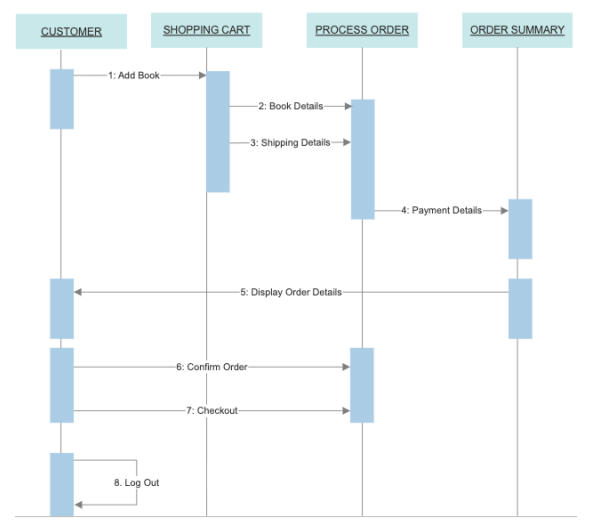 CUSTOMER
SHOPPING CART
PROCESS ORDER
ORDER SUMMARY
1: Add Book
2: Book Details
3: Shipping Details
4: Payment Details
5: Display Order Details
6: Confirm Order
7: Checkout
8. Log Out